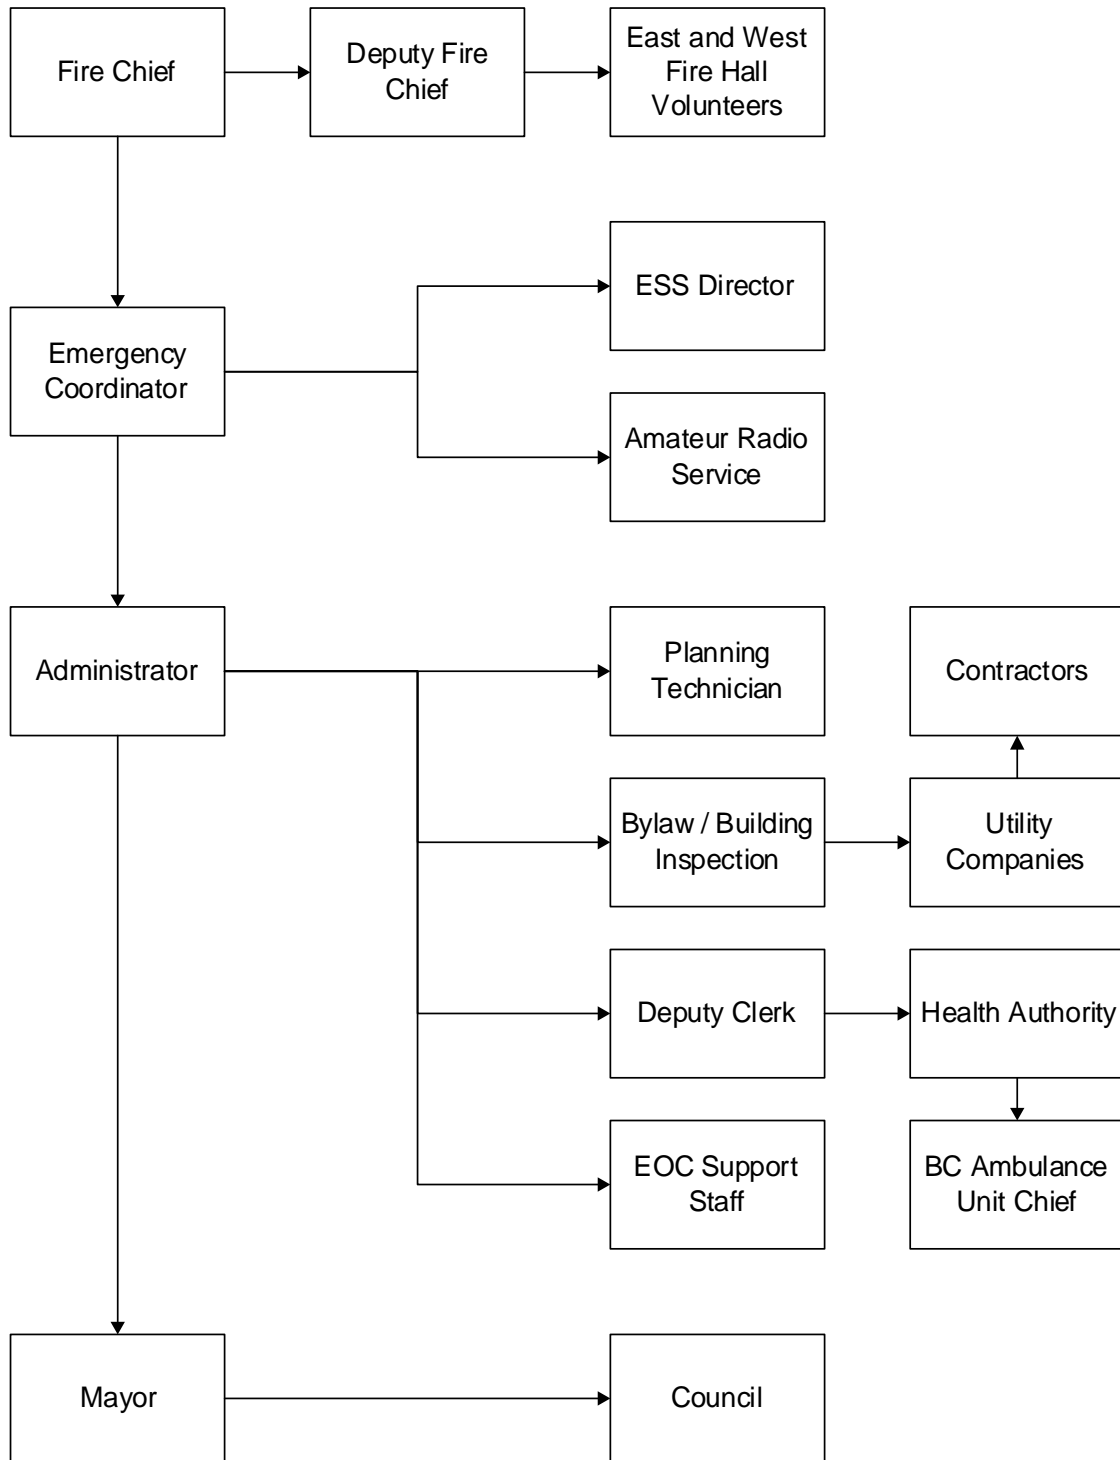 Fire Chief
Deputy Fire
Chief
East and West
Fire Hall
Volunteers
ESS Director
Emergency
Coordinator
Amateur Radio
Service
Administrator
Planning
Technician
Contractors
Bylaw / Building
Inspection
Utility
Companies
Deputy Clerk
Health Authority
EOC Support
Staff
BC Ambulance
Unit Chief
Mayor
Council